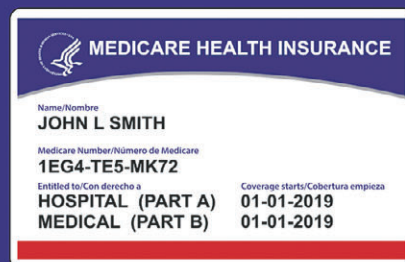 MEDICARE HEALTH INSURANCE
Name/Nombre
JOHN L SMITH
Medicare Number/Número de Medicare
1EG4-TE5-MK72
Entitled to/Con derecho a Coverage starts/Cobertura empieza
HOSPITAL (PART A) 01-01-2019
MEDICAL (PART B) 01-01-2019